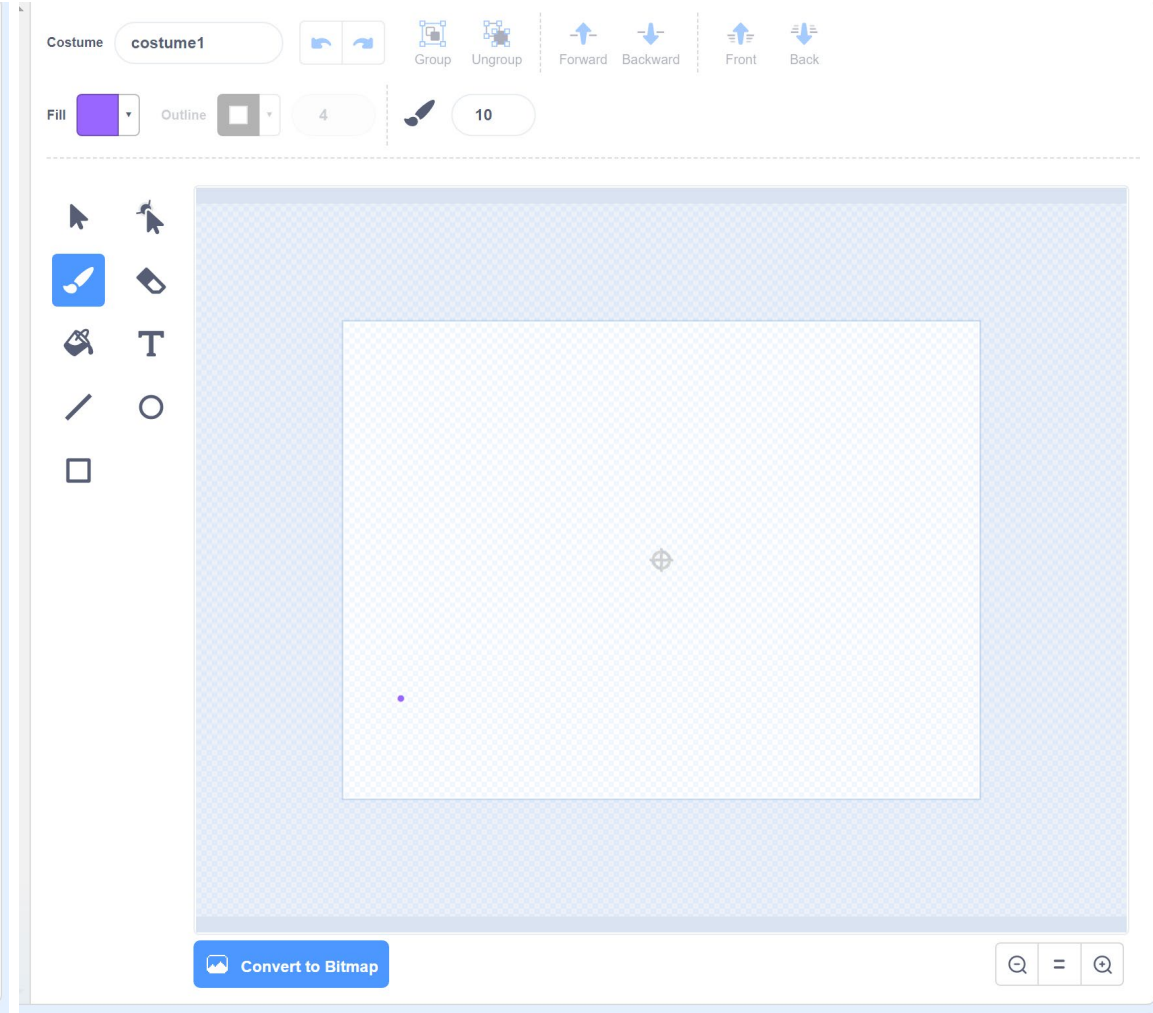 Costume costume1
Group Ungroup Forward Backward Front Back
Fill Outline 4 10
T
Convert to Bitmap